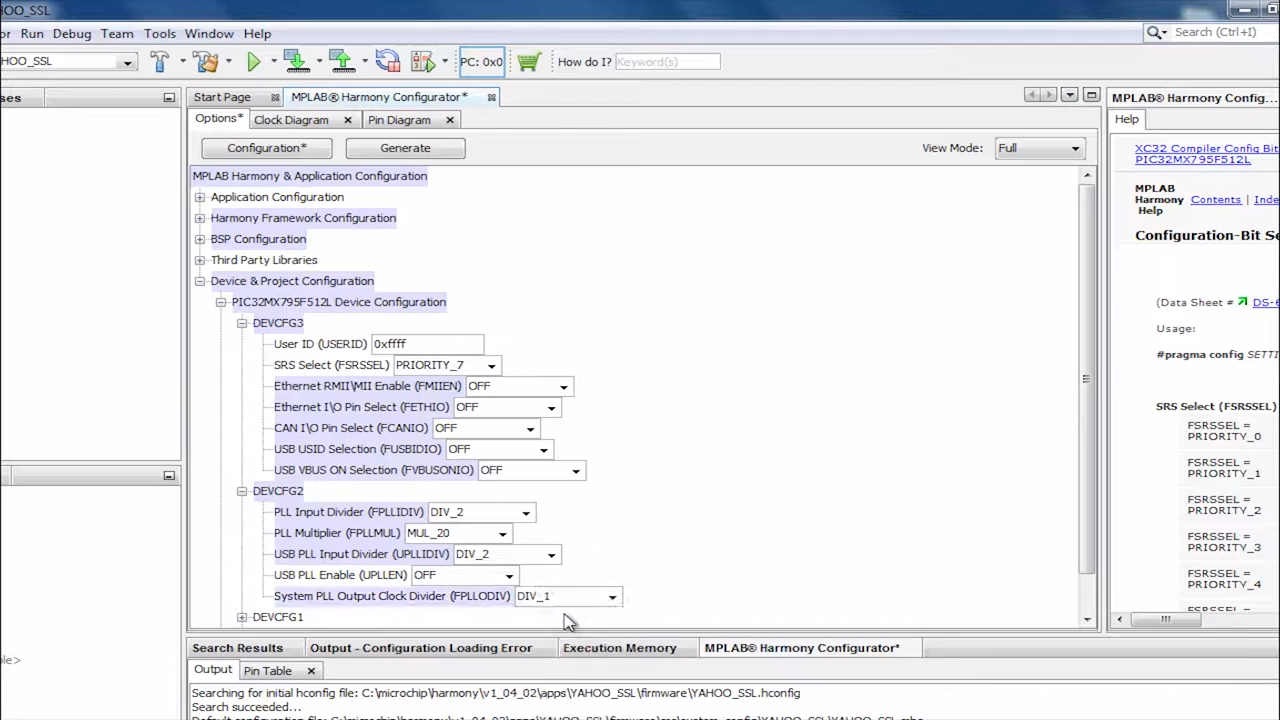 OO_SSL
or Run Debug Team Tools Window Help
Search (Ctrl+I)
AHOO_SSL
PC: 0x0
How do I? Keyword(s)
ses
Start Page
MPLAB® Harmony Configurator*
MPLAB® Harmony Config...
Options*
Clock Diagram
Pin Diagram
Help
Configuration*
Generate
View Mode: Full
XC32 Compiler Config Bit
PIC32MX795F512L
MPLAB
Harmony Contents | Inde
Help
Configuration-Bit Se
MPLAB Harmony & Application Configuration
Application Configuration
Harmony Framework Configuration
BSP Configuration
Third Party Libraries
Device & Project Configuration
PIC32MX795F512L Device Configuration
DEVCFG3
User ID (USERID) 0xffff
SRS Select (FSRSSEL) PRIORITY_7
Ethernet RMII\MII Enable (FMIIEN) OFF
Ethernet I\O Pin Select (FETHIO) OFF
CAN I\O Pin Select (FCANIO) OFF
USB USID Selection (FUSBIDIO) OFF
USB VBUS ON Selection (FVBUSONIO) OFF
DEVCFG2
PLL Input Divider (FPLLIDIV) DIV_2
PLL Multiplier (FPLLMUL) MUL_20
USB PLL Input Divider (UPLLIDIV) DIV_2
USB PLL Enable (UPLLEN) OFF
System PLL Output Clock Divider (FPLLODIV) DIV_1
DEVCFG1
(Data Sheet # DS-6
Usage:
#pragma config SETTI
SRS Select (FSRSSEL)
FSRSSEL =
PRIORITY_0
FSRSSEL =
PRIORITY_1
FSRSSEL =
PRIORITY_2
FSRSSEL =
PRIORITY_3
FSRSSEL =
PRIORITY_4
Search Results
Output - Configuration Loading Error
Execution Memory
MPLAB® Harmony Configurator*
ple>
Output
Pin Table
Searching for initial hconfig file: C:\microchip\harmony\v1_04_02\apps\YAHOO_SSL\firmware\YAHOO_SSL.hconfig
Search succeeded...